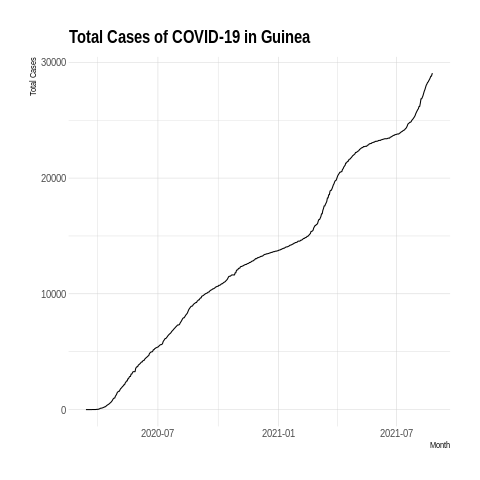 Total Cases of COVID-19 in Guinea
Total Cases
30000
20000
10000
0
2020-07 2021-01 2021-07
Month